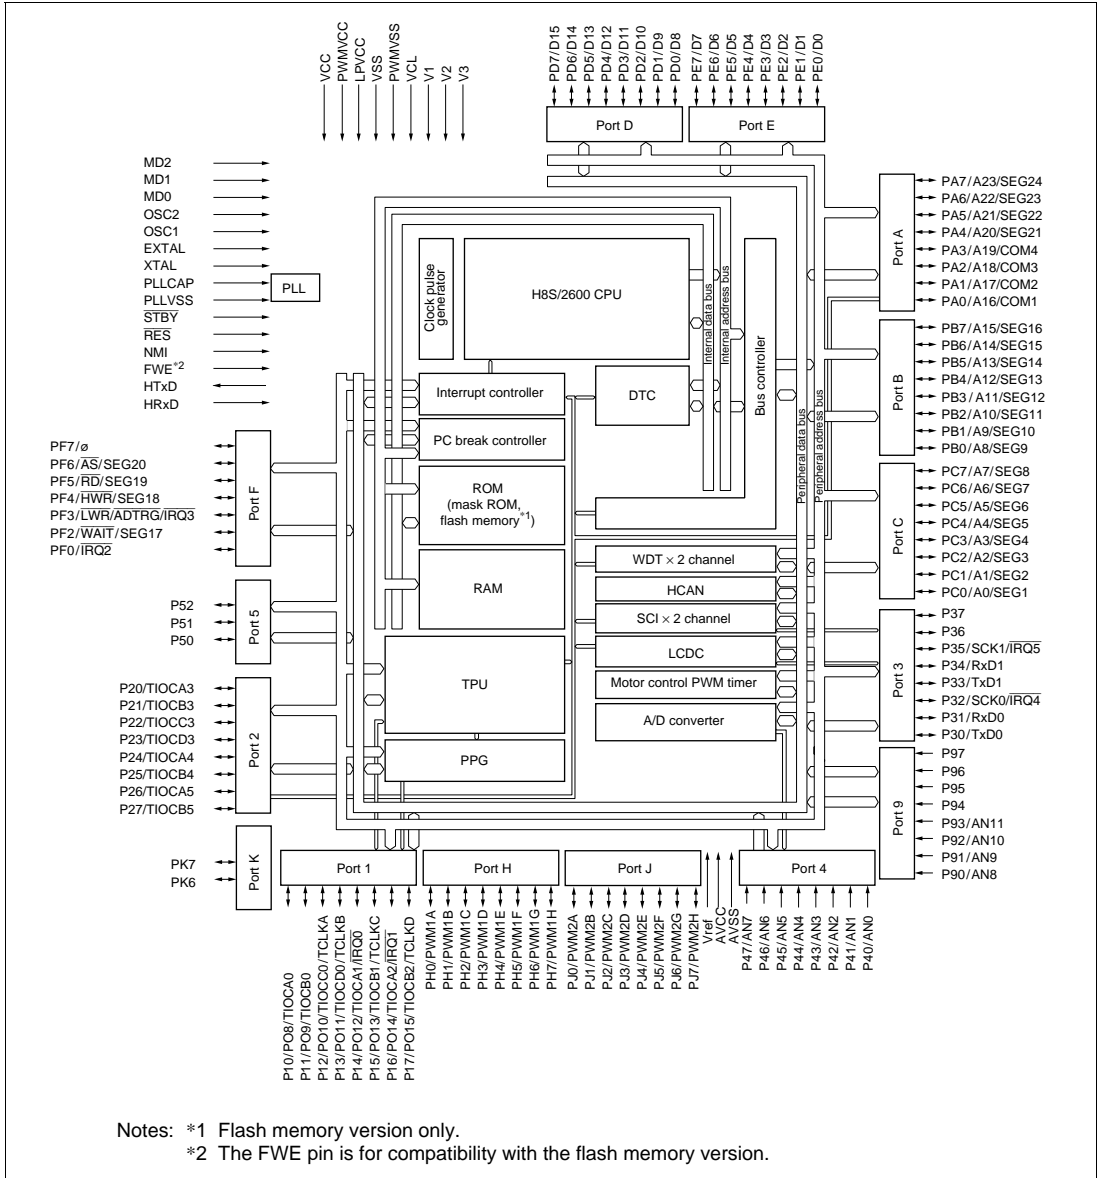 VCC
PWMVCC
LPVCC
VSS
PWMVSS
VCL
V1
V2
V3
PD7/D15
PD6/D14
PD5/D13
PD4/D12
PD3/D11
PD2/D10
PD1/D9
PD0/D8
PE7/D7
PE6/D6
PE5/D5
PE4/D4
PE3/D3
PE2/D2
PE1/D1
PE0/D0
Port D
Port E
MD2
MD1
MD0
OSC2
OSC1
EXTAL
XTAL
PLLCAP
PLLVSS
STBY
RES
NMI
FWE*2
HTxD
HRxD
PLL
Clock pulse
generator
H8S/2600 CPU
Internal data bus
Internal address bus
Bus controller
Peripheral data bus
Peripheral address bus
Interrupt controller
PC break controller
DTC
ROM
(mask ROM,
flash memory*1)
RAM
TPU
PPG
WDT × 2 channel
HCAN
SCI × 2 channel
LCDC
Motor control PWM timer
A/D converter
Port A
PA7/A23/SEG24
PA6/A22/SEG23
PA5/A21/SEG22
PA4/A20/SEG21
PA3/A19/COM4
PA2/A18/COM3
PA1/A17/COM2
PA0/A16/COM1
Port B
PB7/A15/SEG16
PB6/A14/SEG15
PB5/A13/SEG14
PB4/A12/SEG13
PB3/A11/SEG12
PB2/A10/SEG11
PB1/A9/SEG10
PB0/A8/SEG9
Port C
PC7/A7/SEG8
PC6/A6/SEG7
PC5/A5/SEG6
PC4/A4/SEG5
PC3/A3/SEG4
PC2/A2/SEG3
PC1/A1/SEG2
PC0/A0/SEG1
Port 3
P37
P36
P35/SCK1/IRQ5
P34/RxD1
P33/TxD1
P32/SCK0/IRQ4
P31/RxD0
P30/TxD0
Port 9
P97
P96
P95
P94
P93/AN11
P92/AN10
P91/AN9
P90/AN8
PF7/ø
PF6/AS/SEG20
PF5/RD/SEG19
PF4/HWR/SEG18
PF3/LWR/ADTRG/IRQ3
PF2/WAIT/SEG17
PF0/IRQ2
Port F
P52
P51
P50
Port 5
P20/TIOCA3
P21/TIOCB3
P22/TIOCC3
P23/TIOCD3
P24/TIOCA4
P25/TIOCB4
P26/TIOCA5
P27/TIOCB5
Port 2
PK7
PK6
Port K
Port 1
Port H
Port J
Port 4
P10/PO8/TIOCA0
P11/PO9/TIOCB0
P12/PO10/TIOCC0/TCLKA
P13/PO11/TIOCD0/TCLKB
P14/PO12/TIOCA1/IRQ0
P15/PO13/TIOCB1/TCLKC
P16/PO14/TIOCA2/IRQ1
P17/PO15/TIOCB2/TCLKD
PH0/PWM1A
PH1/PWM1B
PH2/PWM1C
PH3/PWM1D
PH4/PWM1E
PH5/PWM1F
PH6/PWM1G
PH7/PWM1H
PJ0/PWM2A
PJ1/PWM2B
PJ2/PWM2C
PJ3/PWM2D
PJ4/PWM2E
PJ5/PWM2F
PJ6/PWM2G
PJ7/PWM2H
Vref
AVCC
AVSS
P47/AN7
P46/AN6
P45/AN5
P44/AN4
P43/AN3
P42/AN2
P41/AN1
P40/AN0
Notes: *1 Flash memory version only.
*2 The FWE pin is for compatibility with the flash memory version.